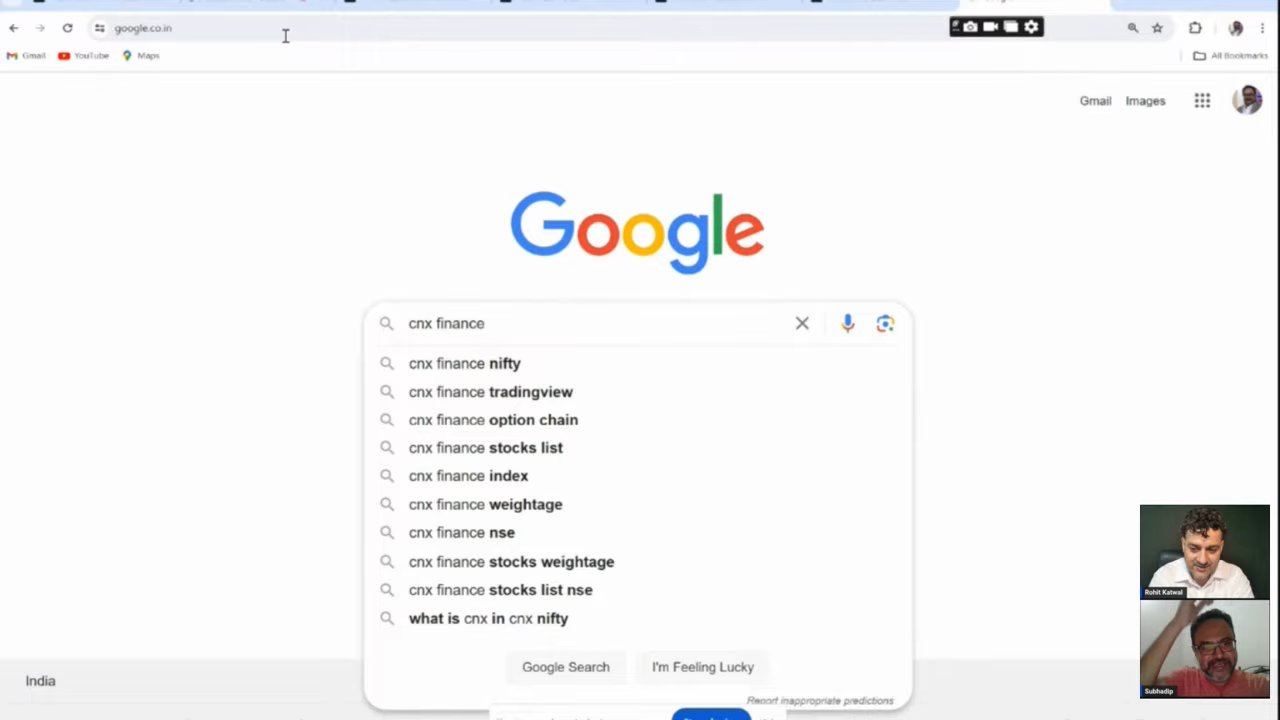 google.co.in
Gmail YouTube Maps All Bookmarks
Gmail Images
Google
cnx finance
cnx finance nifty
cnx finance tradingview
cnx finance option chain
cnx finance stocks list
cnx finance index
cnx finance weightage
cnx finance nse
cnx finance stocks weightage
cnx finance stocks list nse
what is cnx in cnx nifty
Google Search I'm Feeling Lucky
Report inappropriate predictions
India
Rohit Katwal
Subhadip